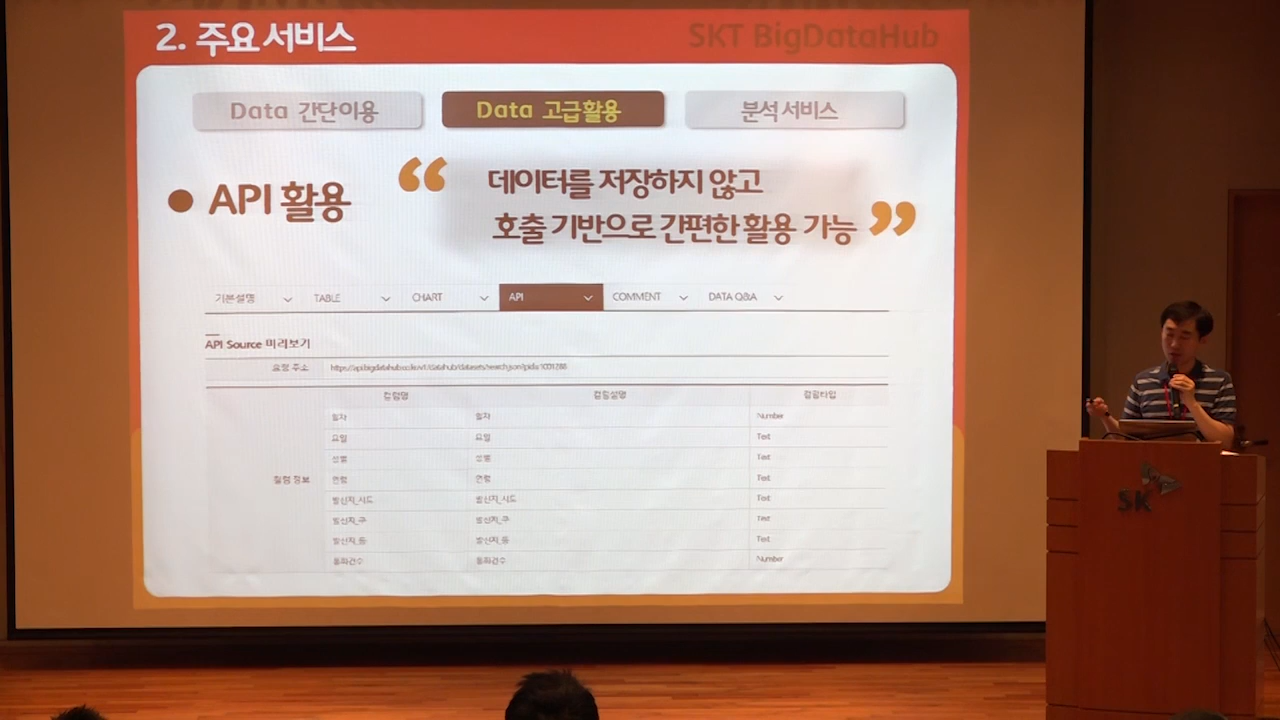 2. 주요 서비스
SKT BigDataHub
Data 간단이용
Data 고급활용
분석 서비스
● API 활용
“ 데이터를 저장하지 않고
호출 기반으로 간편한 활용 가능 ”
기본설명
TABLE
CHART
API
COMMENT
DATA Q&A
API Source 미리보기
요청 주소
컬럼명 컬럼설명 컬럼타입
일자 일자 Number
요일 요일 Text
성별 성별 Text
컬럼 정보
연령 연령 Text
발신지_시도 발신지_시도 Text
발신지_구 발신지_구 Text
발신지_동 발신지_동 Text
통화건수 통화건수 Number
SK